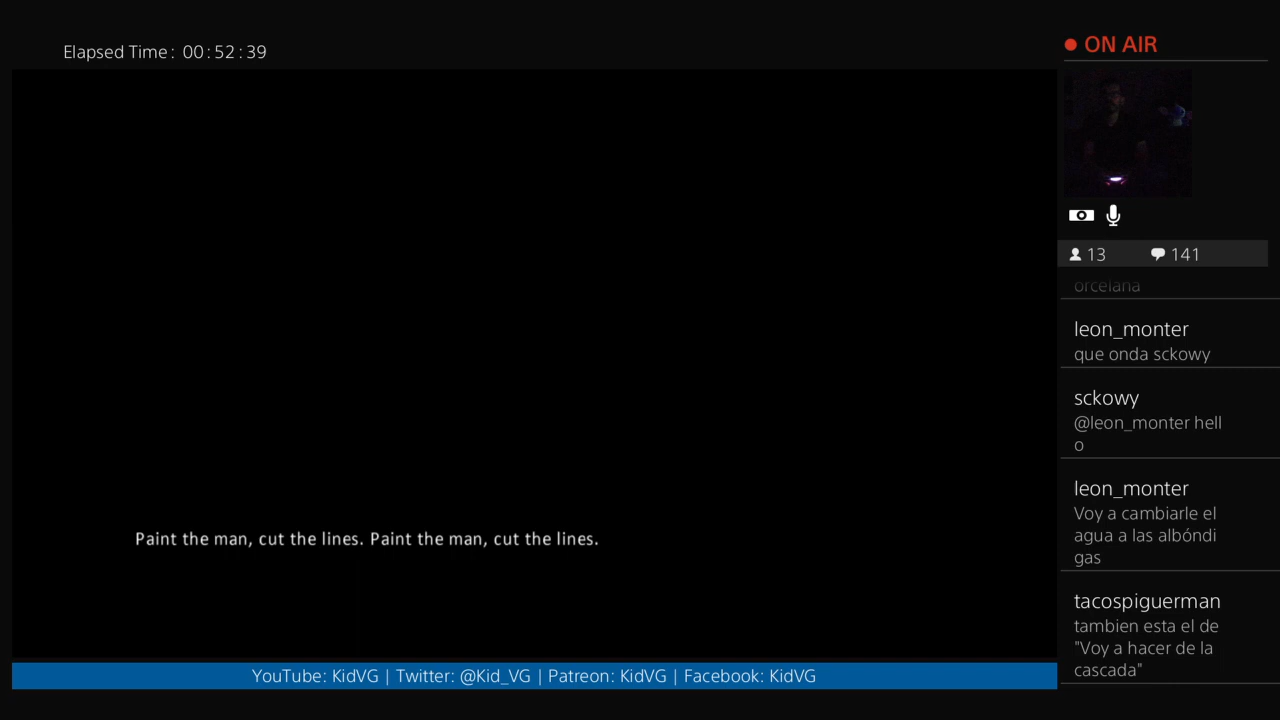 Elapsed Time: 00:52:39
ON AIR
13 141
orcelana
leon_monter
que onda sckowy
sckowy
@leon_monter hell
o
leon_monter
Voy a cambiarle el
agua a las albóndi
gas
tacospiguerman
tambien esta el de
"Voy a hacer de la
cascada"
Paint the man, cut the lines. Paint the man, cut the lines.
YouTube: KidVG | Twitter: @Kid_VG | Patreon: KidVG | Facebook: KidVG